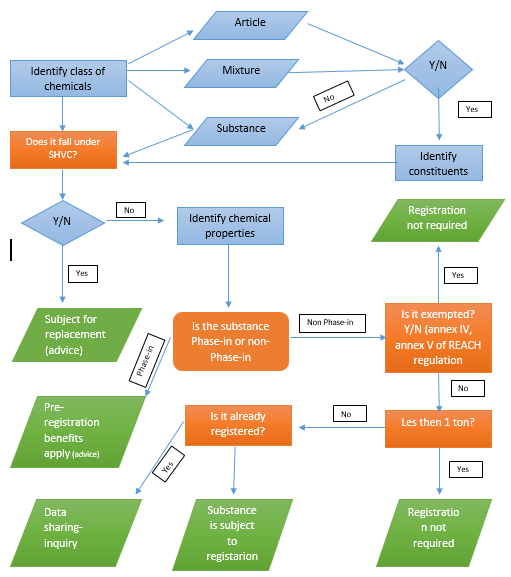 Article
Identify class of
chemicals
Mixture
Y/N
No
Yes
Substance
Does it fall under
SHVC?
Identify
constituents
Y/N
No
Identify chemical
properties
Registration
not required
Yes
Yes
Subject for
replacement
(advice)
Is the substance
Phase-in or non-
Phase-in
Non Phase-in
Is it exempted?
Y/N (annex IV,
annex V of REACH
regulation
Phase-in
No
Pre-
registration
benefits
apply (advice)
Is it already
registered?
No
Les then 1 ton?
Yes
Yes
Data
sharing-
inquiry
Substance
is subject
to
registarion
Registratio
n not
required